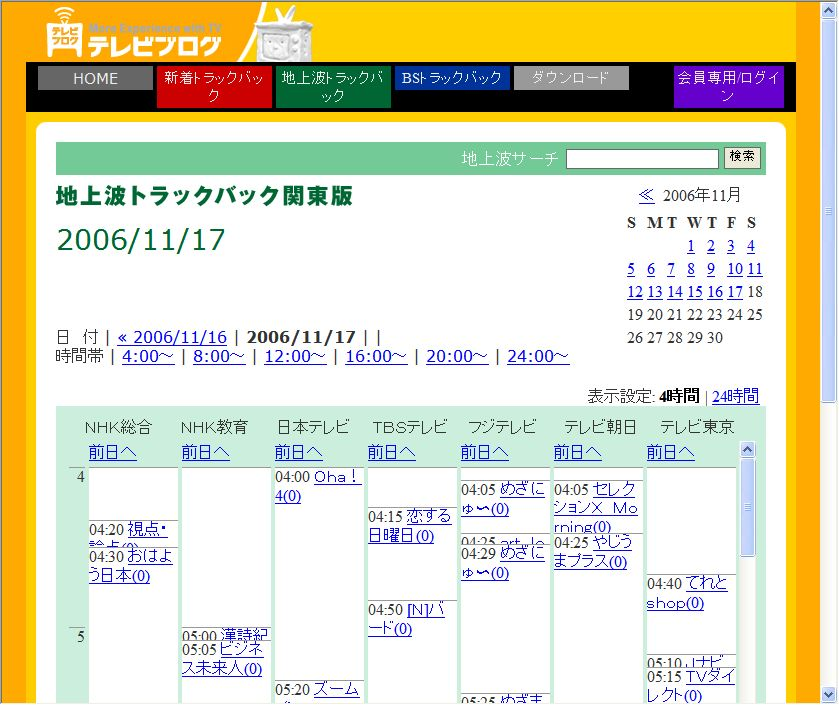 テレビ
ブログ
More Experience with TV
テレビブログ
HOME
新着トラックバッ
ク
地上波トラックバ
ック
BSトラックバック
ダウンロード
会員専用/ログイ
ン
地上波サーチ
検索
地上波トラックバック関東版
2006/11/17
≪ 2006年11月
S M T W T F S
1 2 3 4
5 6 7 8 9 10 11
12 13 14 15 16 17 18
19 20 21 22 23 24 25
26 27 28 29 30
日 付 | « 2006/11/16 | 2006/11/17 | |
時間帯 | 4:00～ | 8:00～ | 12:00～ | 16:00～ | 20:00～ | 24:00～
表示設定: 4時間 | 24時間
NHK総合 NHK教育 日本テレビ TBSテレビ フジテレビ テレビ朝日 テレビ東京
前日へ 前日へ 前日へ 前日へ 前日へ 前日へ 前日へ
4
5
04:20 視点・
論点(0)
04:30 おはよ
う日本(0)
05:00 漢詩紀
05:05 ビジネ
ス未来人(0)
04:00 Oha！
4(0)
05:20 ズーム
04:15 恋する
日曜日(0)
04:50 [N]バ
ード(0)
04:05 めざに
ゅ～(0)
04:25
04:29 めざに
ゅ～(0)
05:25 めざま
04:05 セレク
ションX Mo
rning(0)
04:25 やじう
まプラス(0)
04:40 てれと
shop(0)
05:10 Jナビ
05:15 TVダイ
レクト(0)